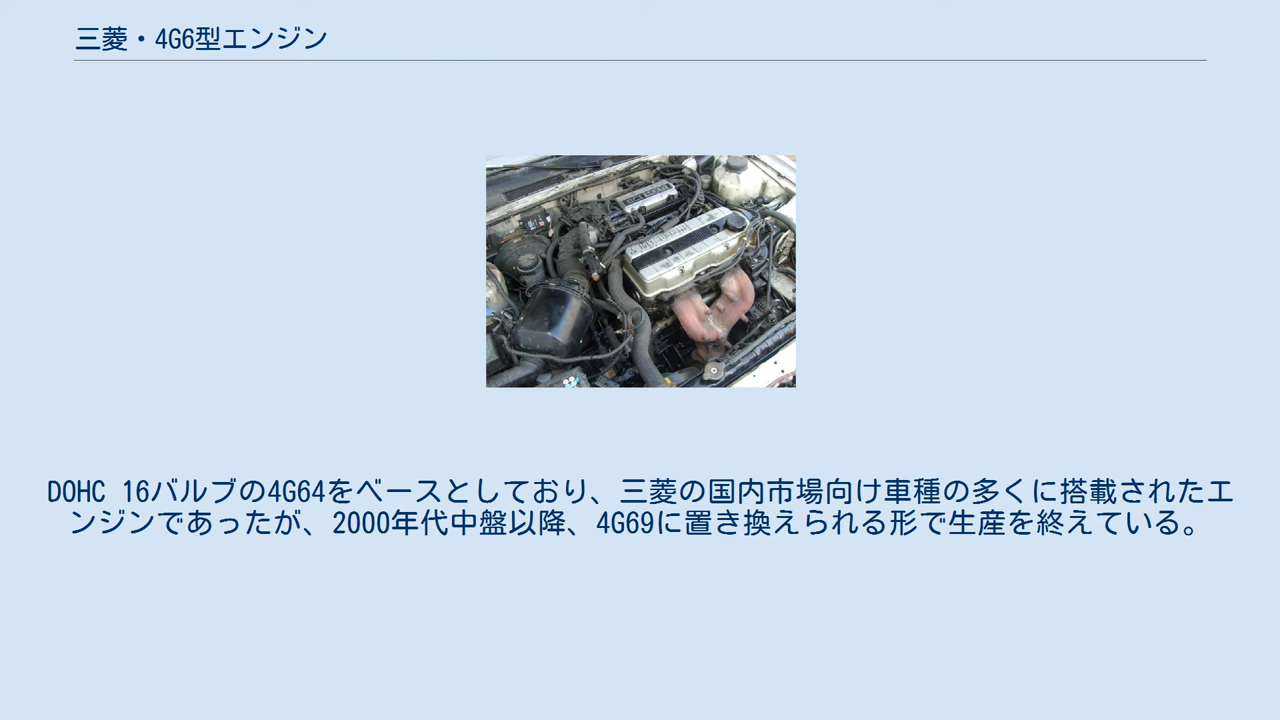 三菱・4G6型エンジン
DOHC 16バルブの4G64をベースとしており、三菱の国内市場向け車種の多くに搭載されたエ
ンジンであったが、2000年代中盤以降、4G69に置き換えられる形で生産を終えている。